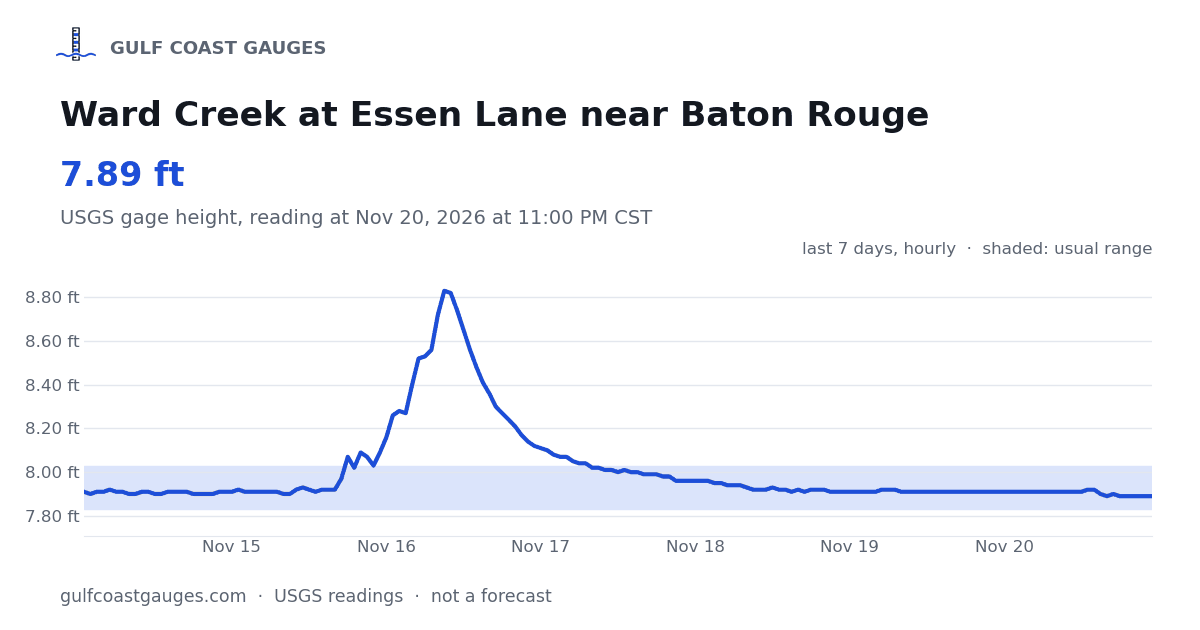 GULF COAST GAUGES
Ward Creek at Essen Lane near Baton Rouge
7.89 ft
USGS gage height, reading at Nov 20, 2026 at 11:00 PM CST
last 7 days, hourly · shaded: usual range
8.80 ft
8.60 ft
8.40 ft
8.20 ft
8.00 ft
7.80 ft
Nov 15 Nov 16 Nov 17 Nov 18 Nov 19 Nov 20
gulfcoastgauges.com · USGS readings · not a forecast